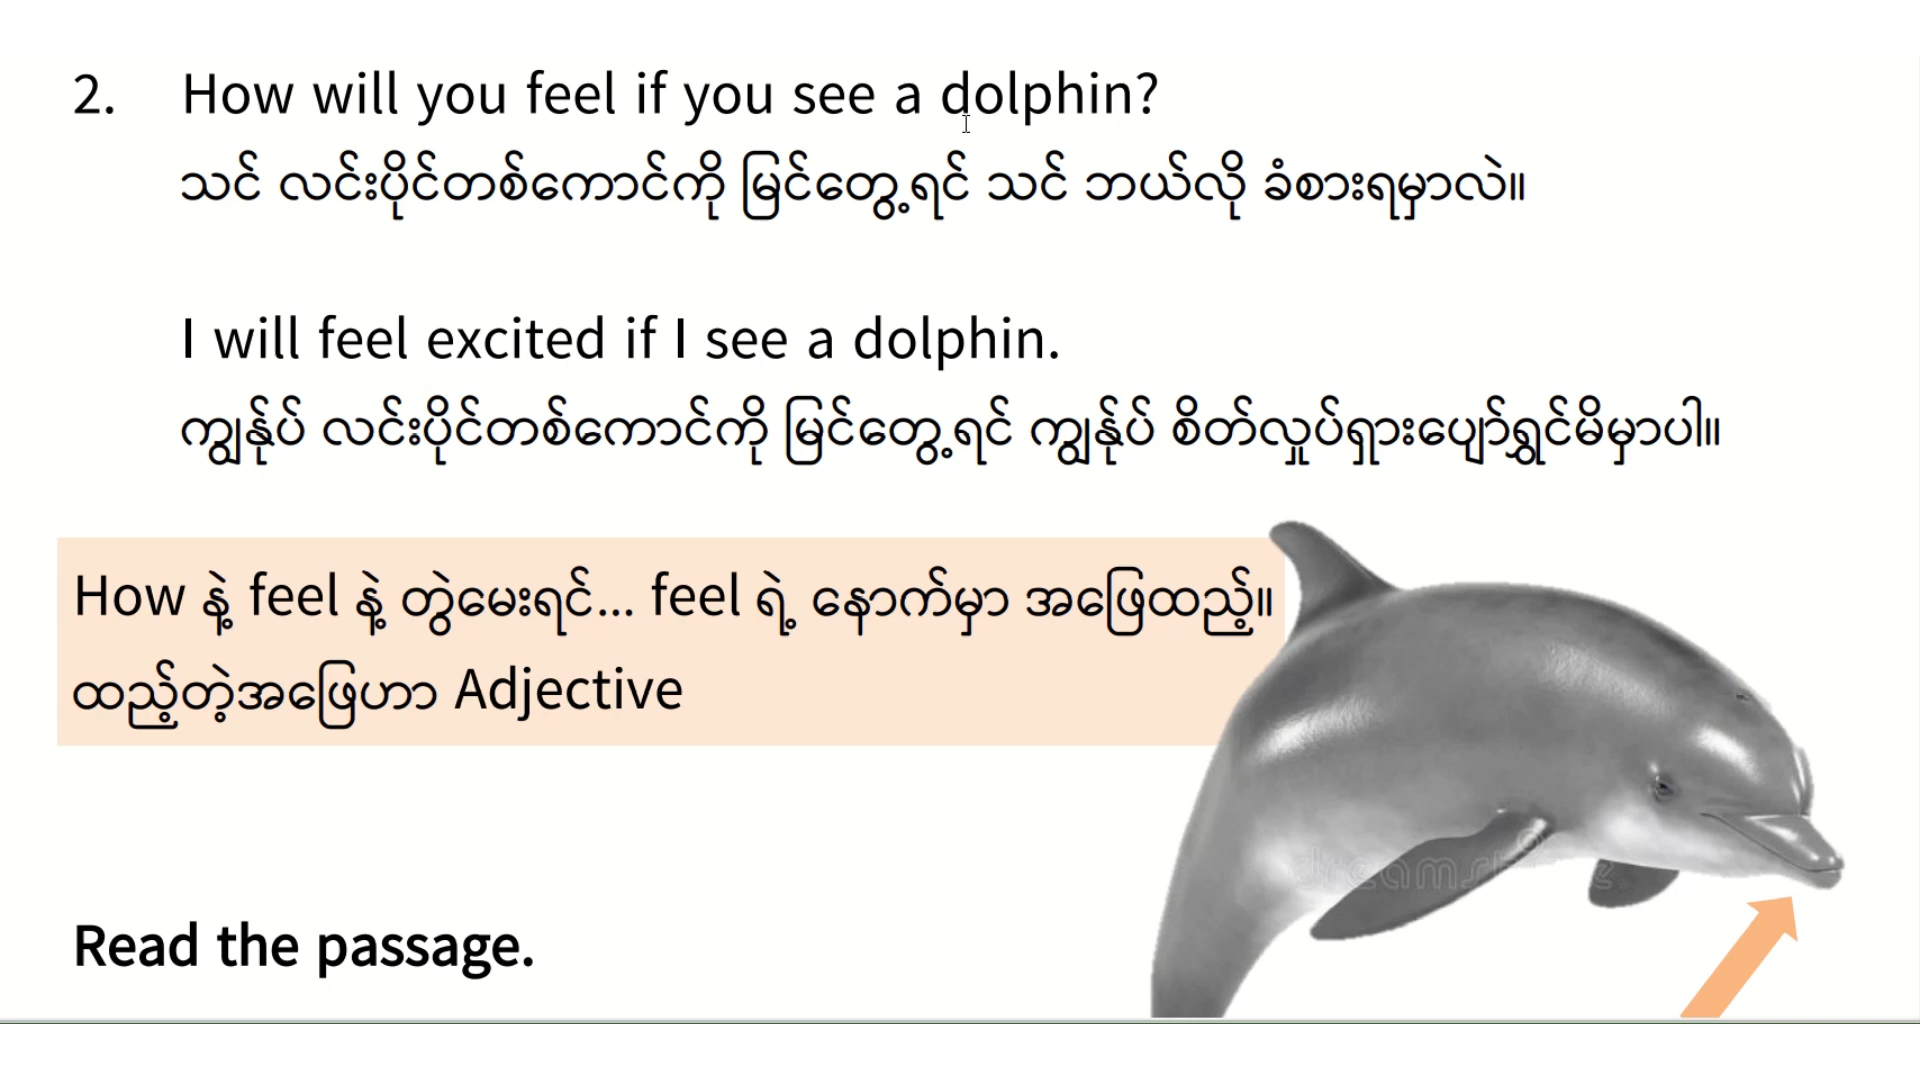 2. How will you feel if you see a dolphin?
သင် လင်းပိုင်တစ်ကောင်ကို မြင်တွေ့ရင် သင် ဘယ်လို ခံစားရမှာလဲ။
I will feel excited if I see a dolphin.
ကျွန်ုပ် လင်းပိုင်တစ်ကောင်ကို မြင်တွေ့ရင် ကျွန်ုပ် စိတ်လှုပ်ရှားပျော်ရွှင်မိမှာပါ။
How နဲ့ feel နဲ့ တွဲမေးရင်... feel ရဲ့ နောက်မှာ အဖြေထည့်။
ထည့်တဲ့အဖြေဟာ Adjective
Read the passage.